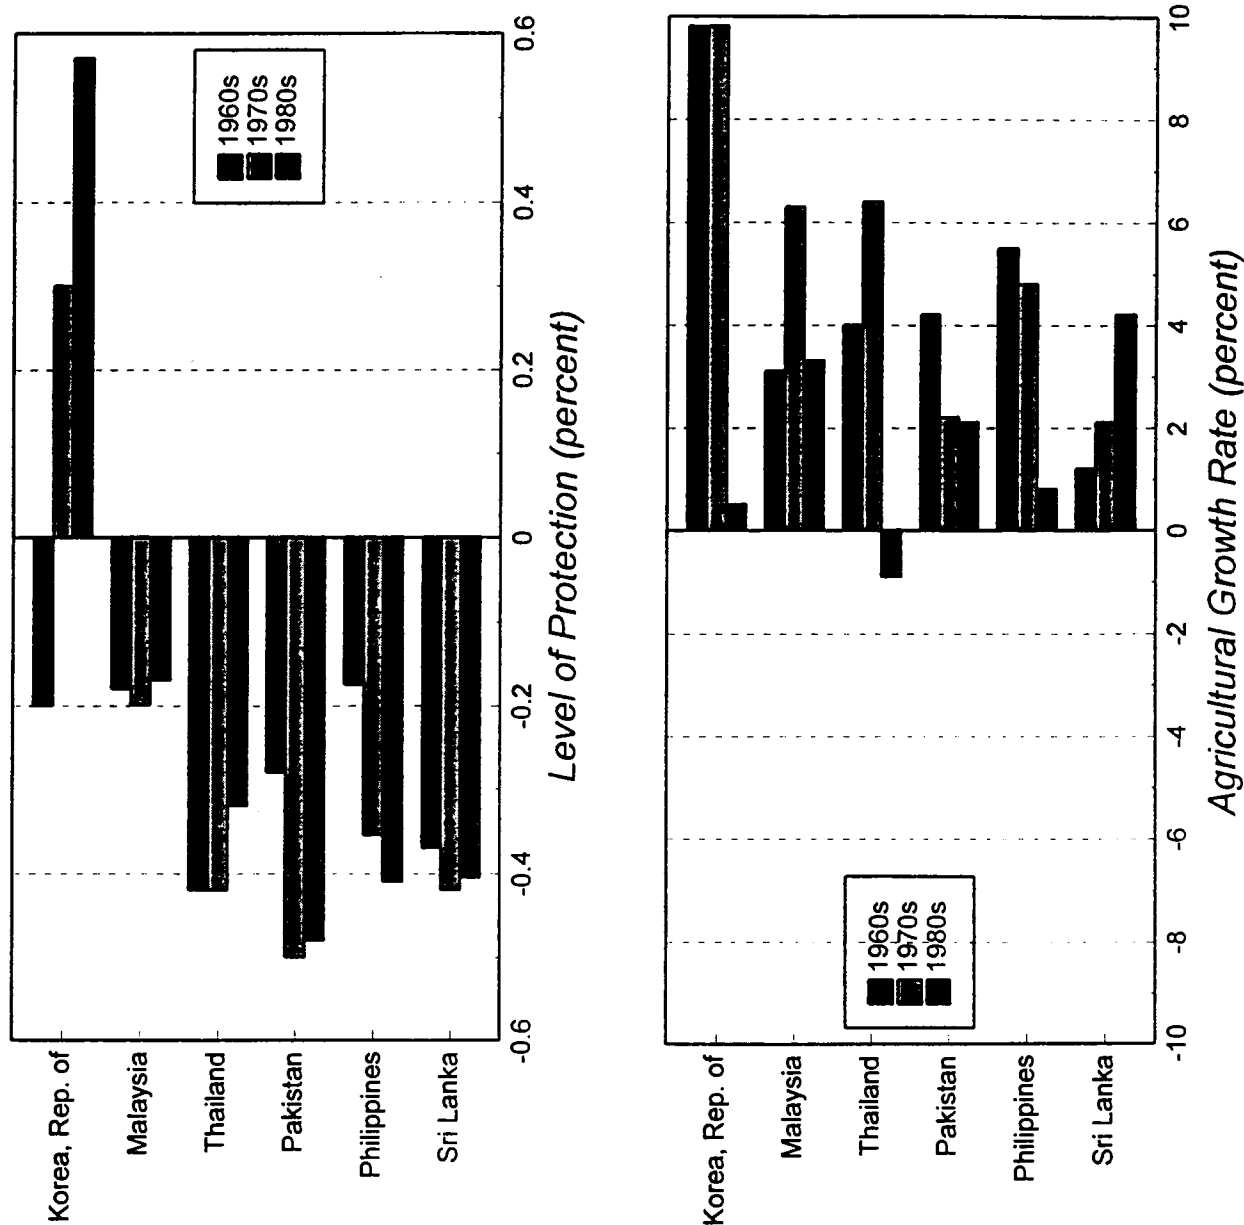 Korea, Rep. of
Malaysia
Thailand
Pakistan
Philippines
Sri Lanka
1960s
1970s
1980s
-0.6
-0.4
-0.2
0
0.2
0.4
0.6
Level of Protection (percent)
Korea, Rep. of
Malaysia
Thailand
Pakistan
Philippines
Sri Lanka
1960s
1970s
1980s
-10
-8
-6
-4
-2
0
2
4
6
8
10
Agricultural Growth Rate (percent)